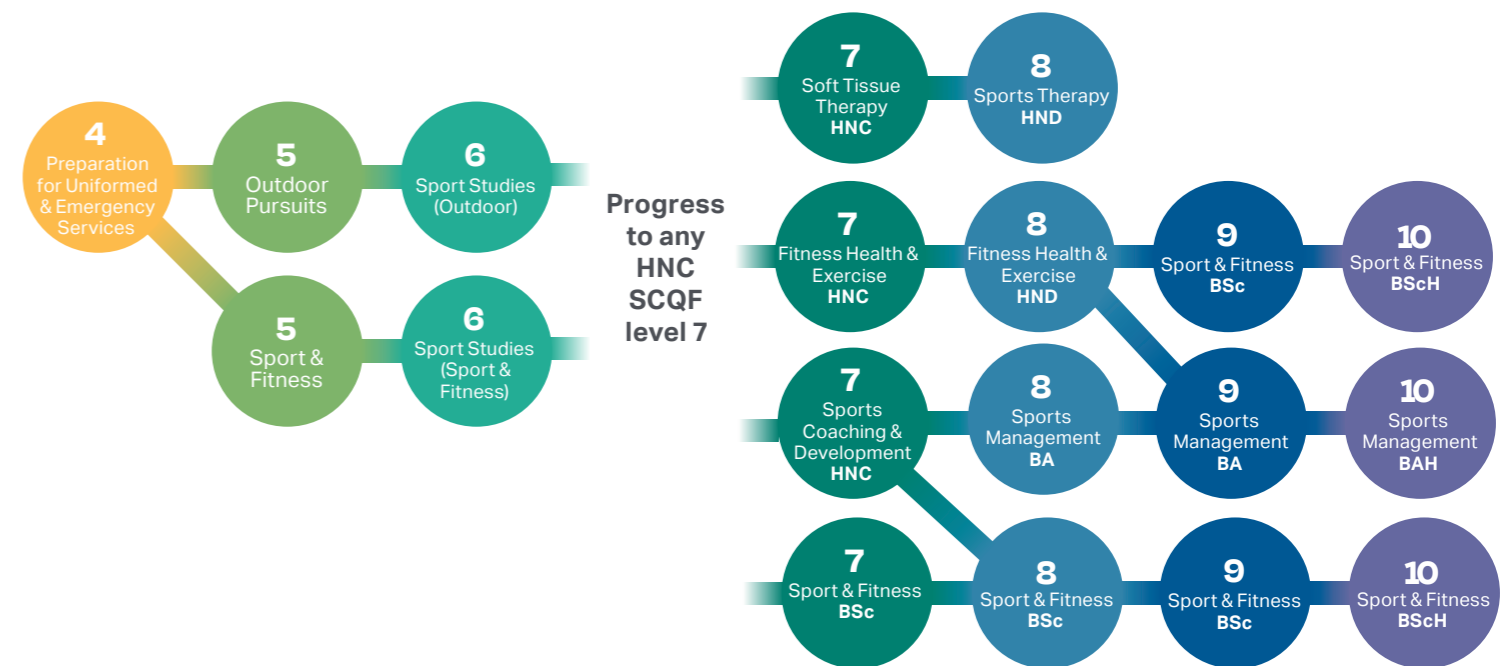 4
Preparation
for Uniformed
& Emergency
Services
5
Outdoor
Pursuits
6
Sport Studies
(Outdoor)
5
Sport &
Fitness
6
Sport Studies
(Sport &
Fitness)
Progress
to any
HNC
SCQF
level 7
7
Soft Tissue
Therapy
HNC
8
Sports Therapy
HND
7
Fitness Health &
Exercise
HNC
8
Fitness Health &
Exercise
HND
9
Sport & Fitness
BSc
10
Sport & Fitness
BScH
7
Sports
Coaching &
Development
HNC
8
Sports
Management
BA
9
Sports
Management
BA
10
Sports
Management
BAH
7
Sport & Fitness
BSc
8
Sport & Fitness
BSc
9
Sport & Fitness
BSc
10
Sport & Fitness
BScH